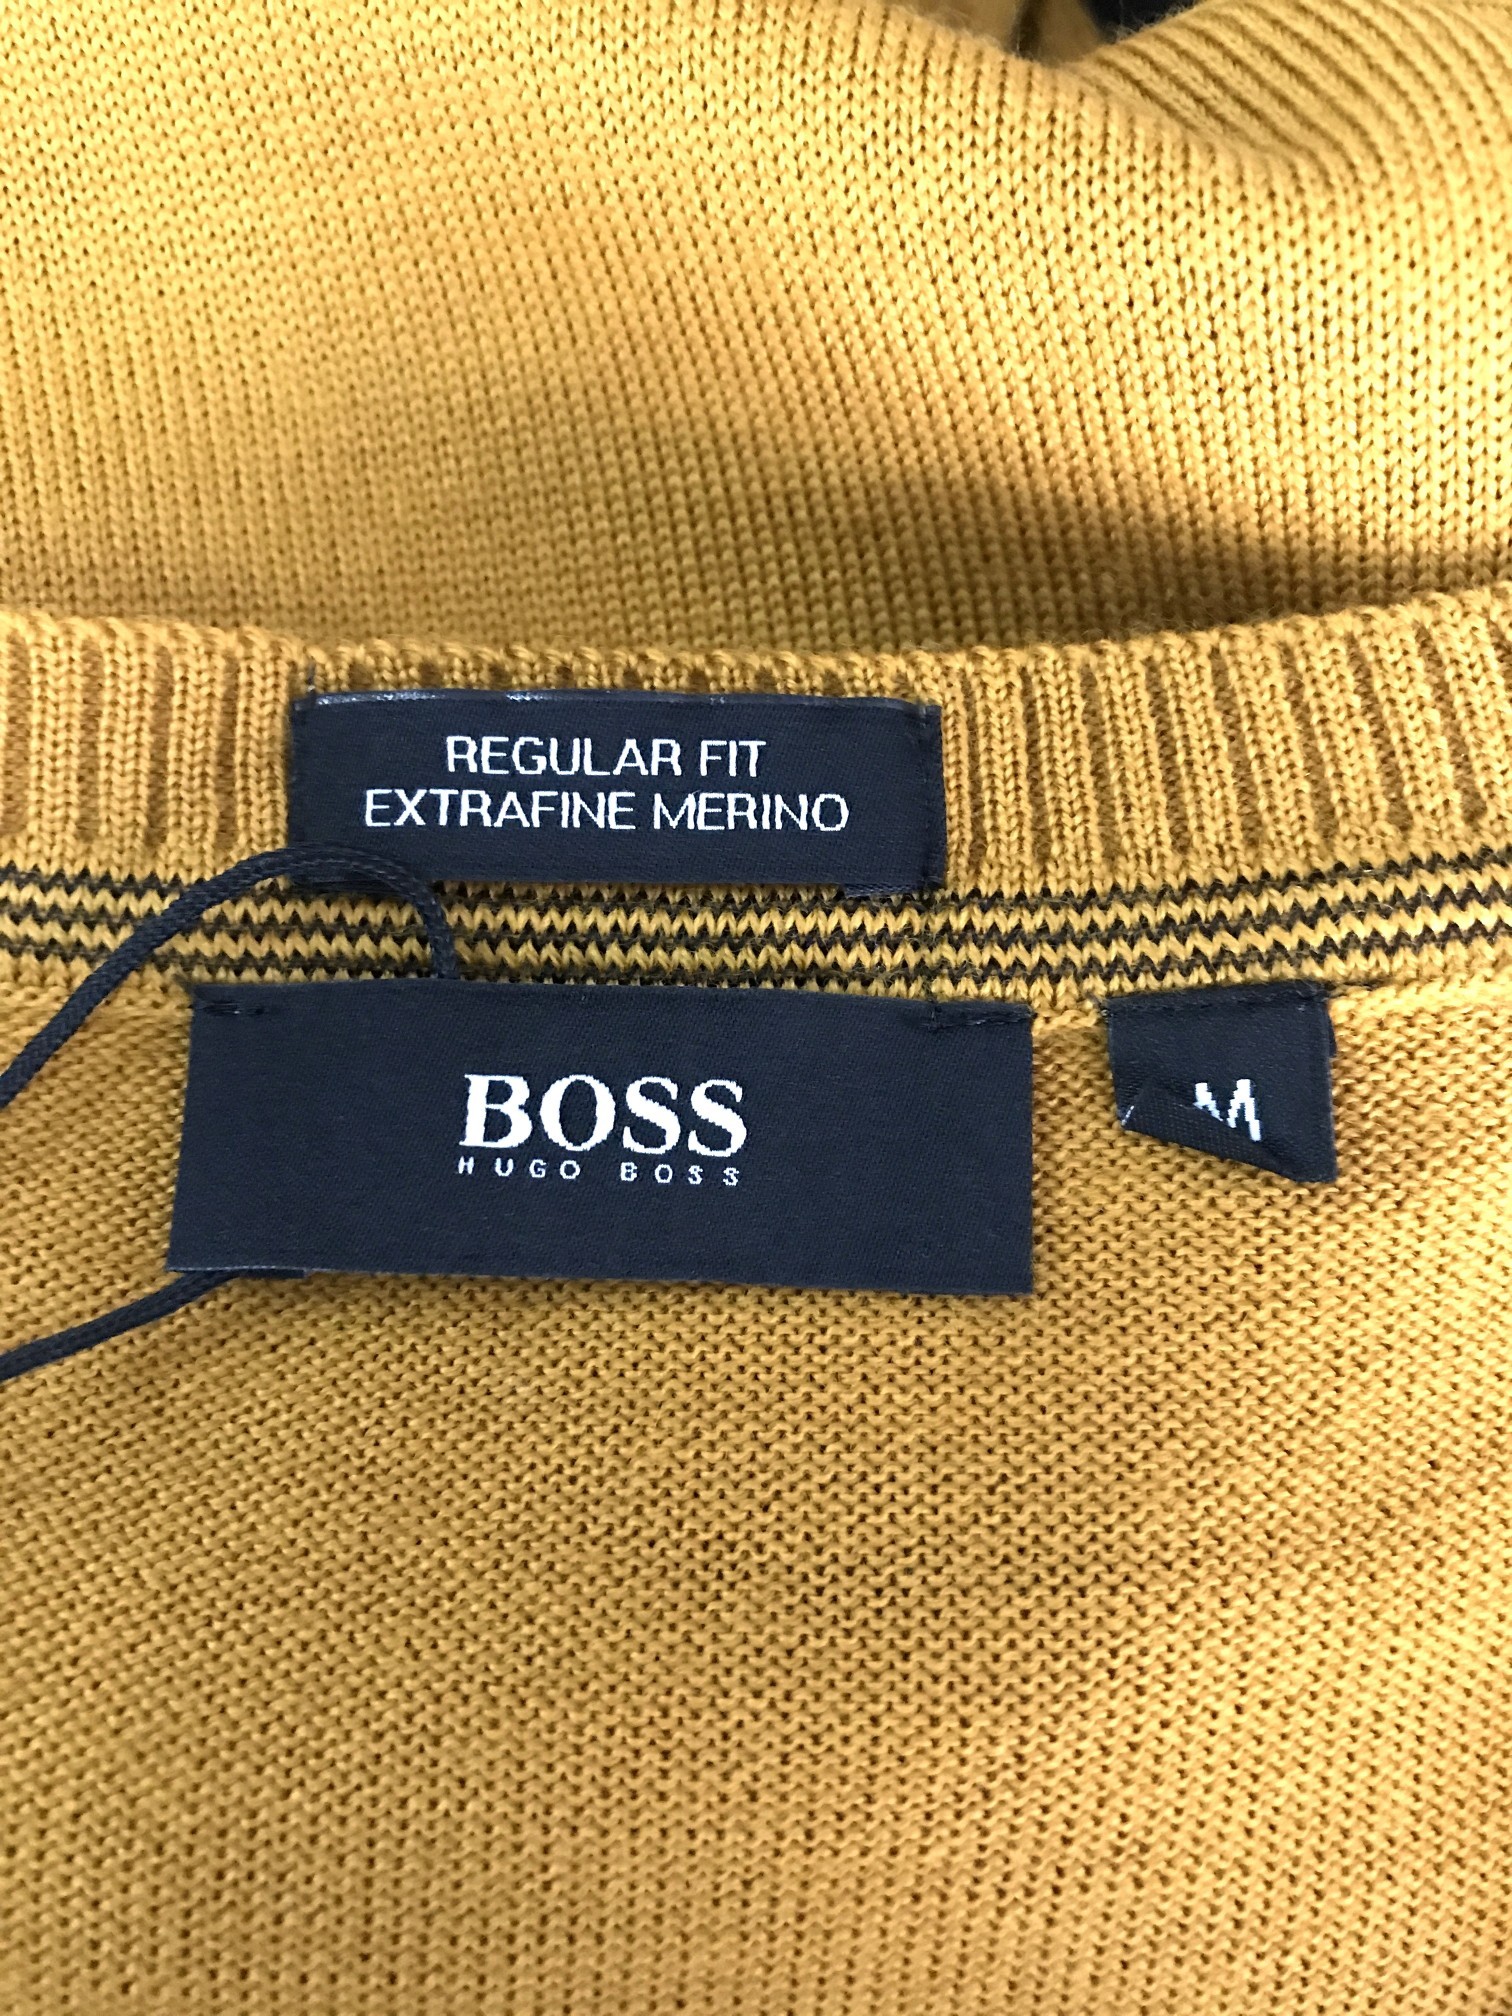 REGULAR FIT
EXTRAFINE MERINO
BOSS
HUGO BOSS
M